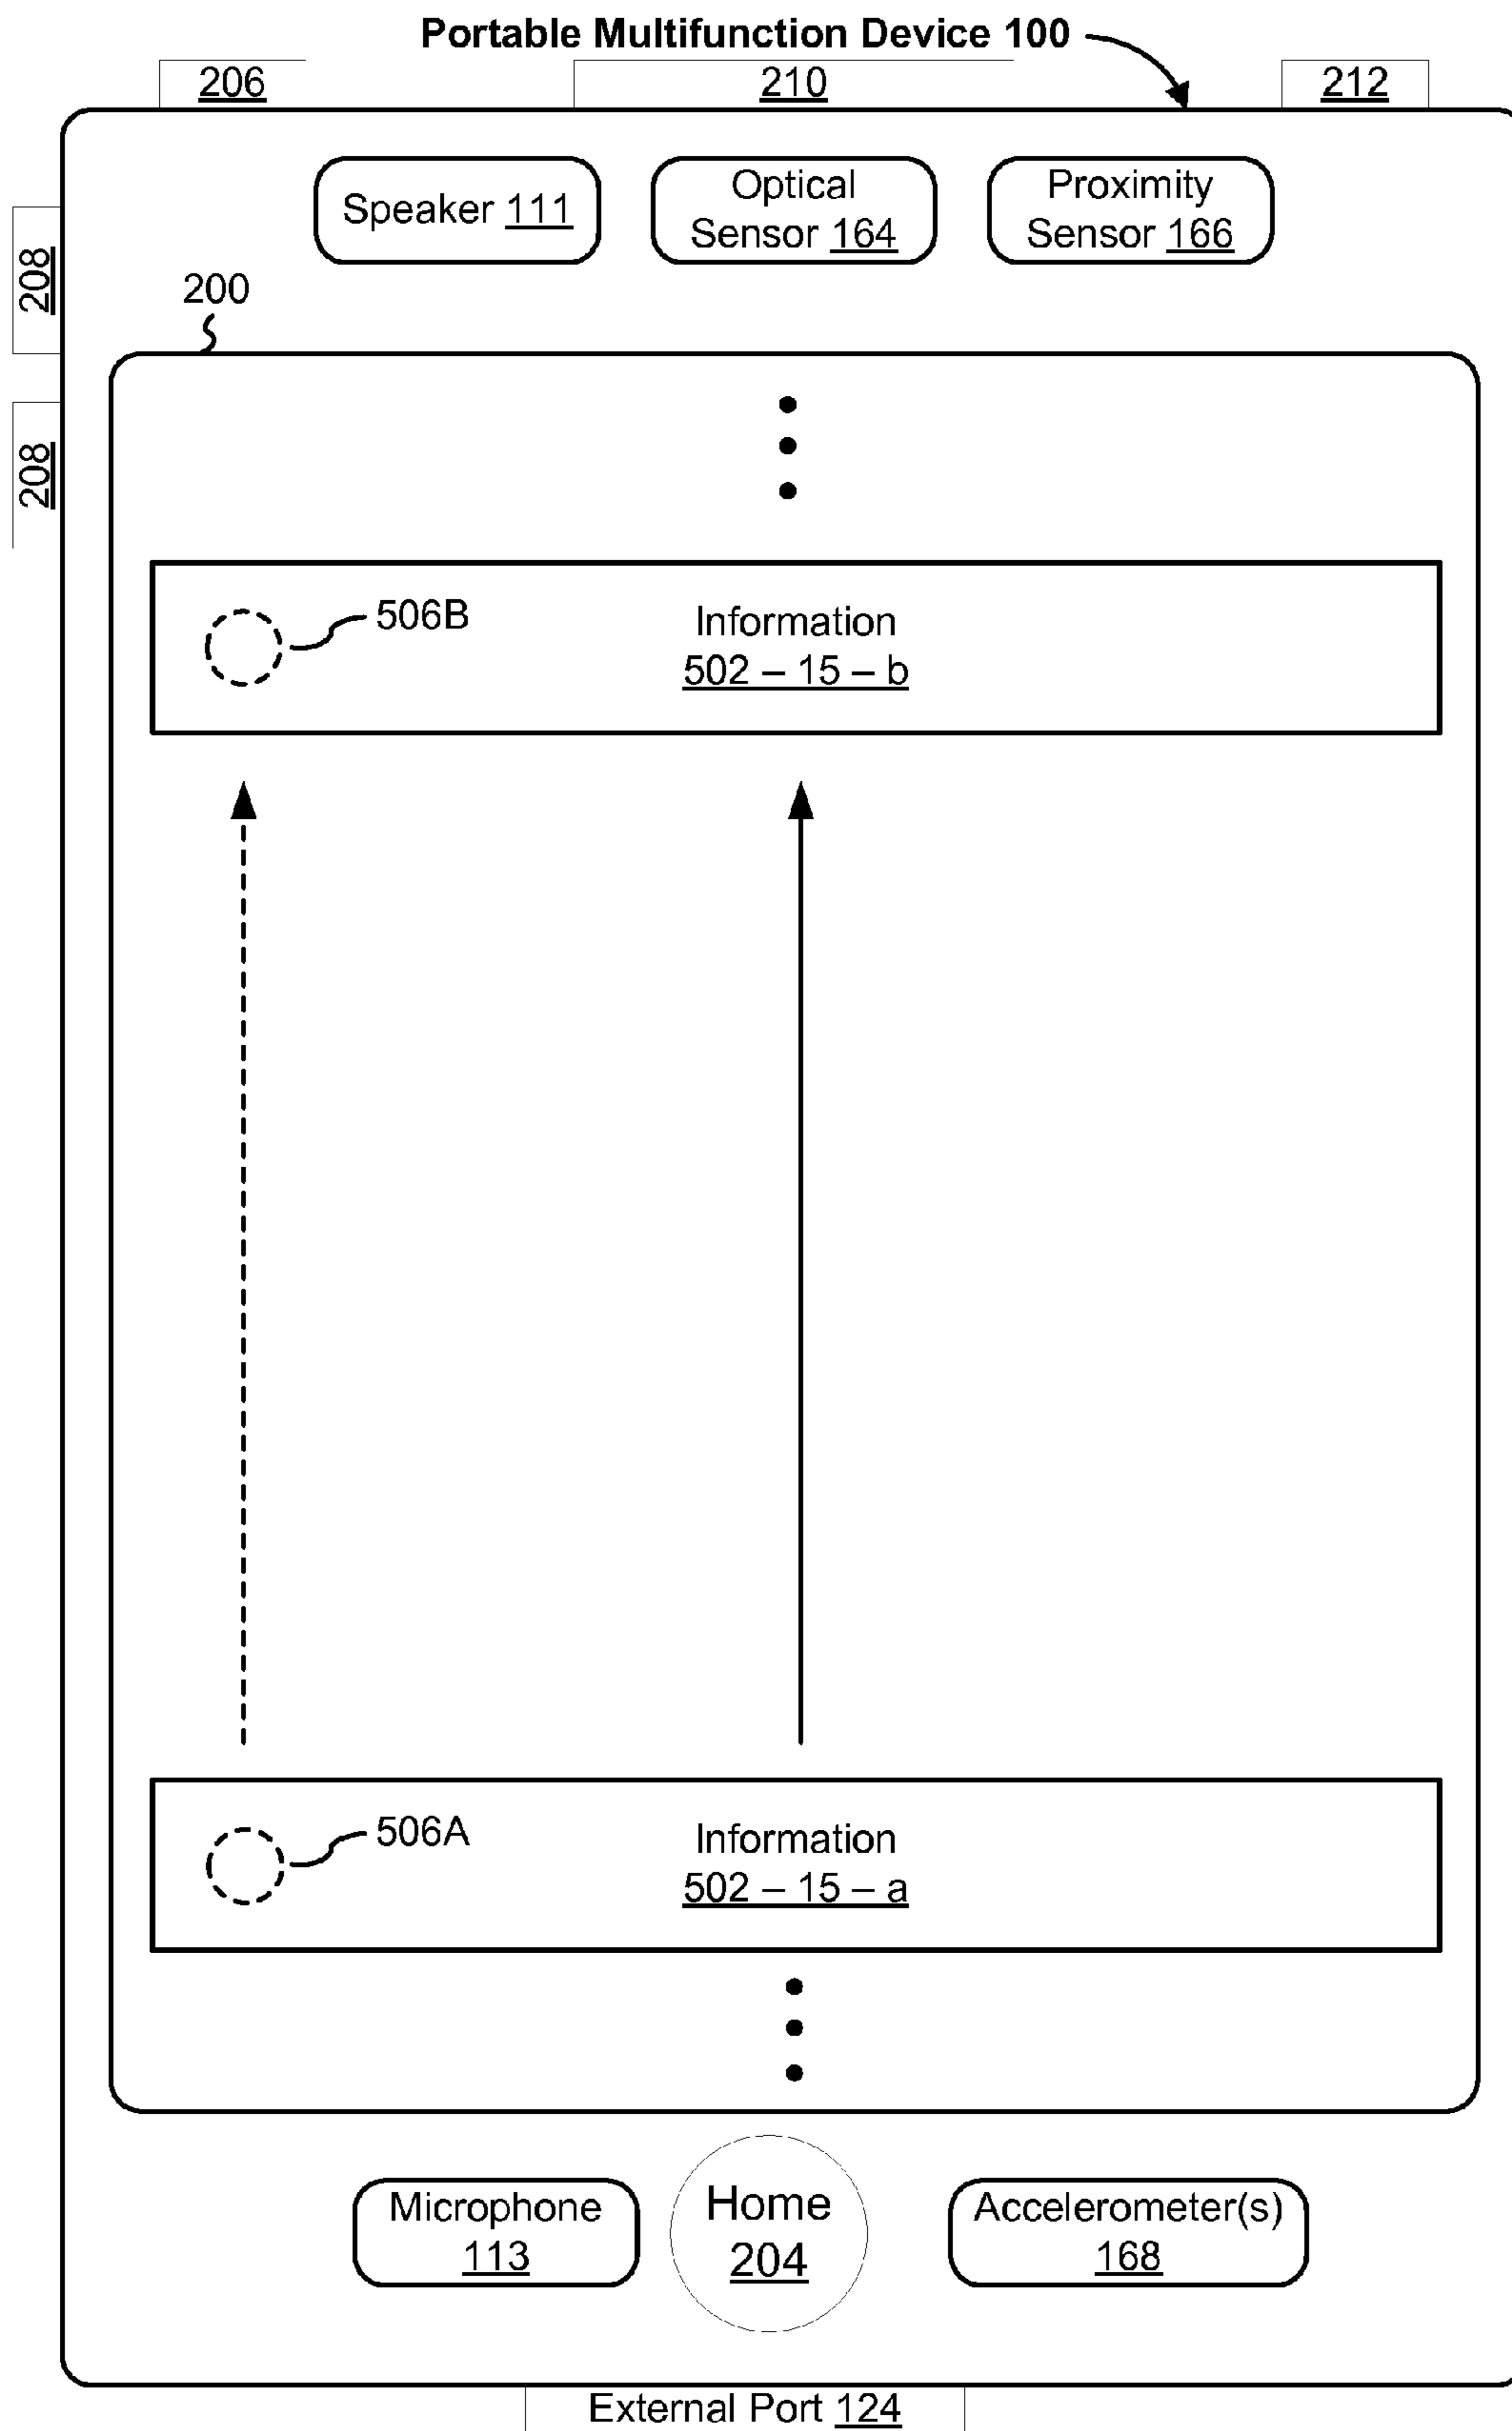 Portable Multifunction Device 100
206
210
212
Speaker 111
Optical
Sensor 164
Proximity
Sensor 166
208
200
208
506B
Information
502 – 15 – b
506A
Information
502 – 15 – a
Microphone
113
Home
204
Accelerometer(s)
168
External Port 124